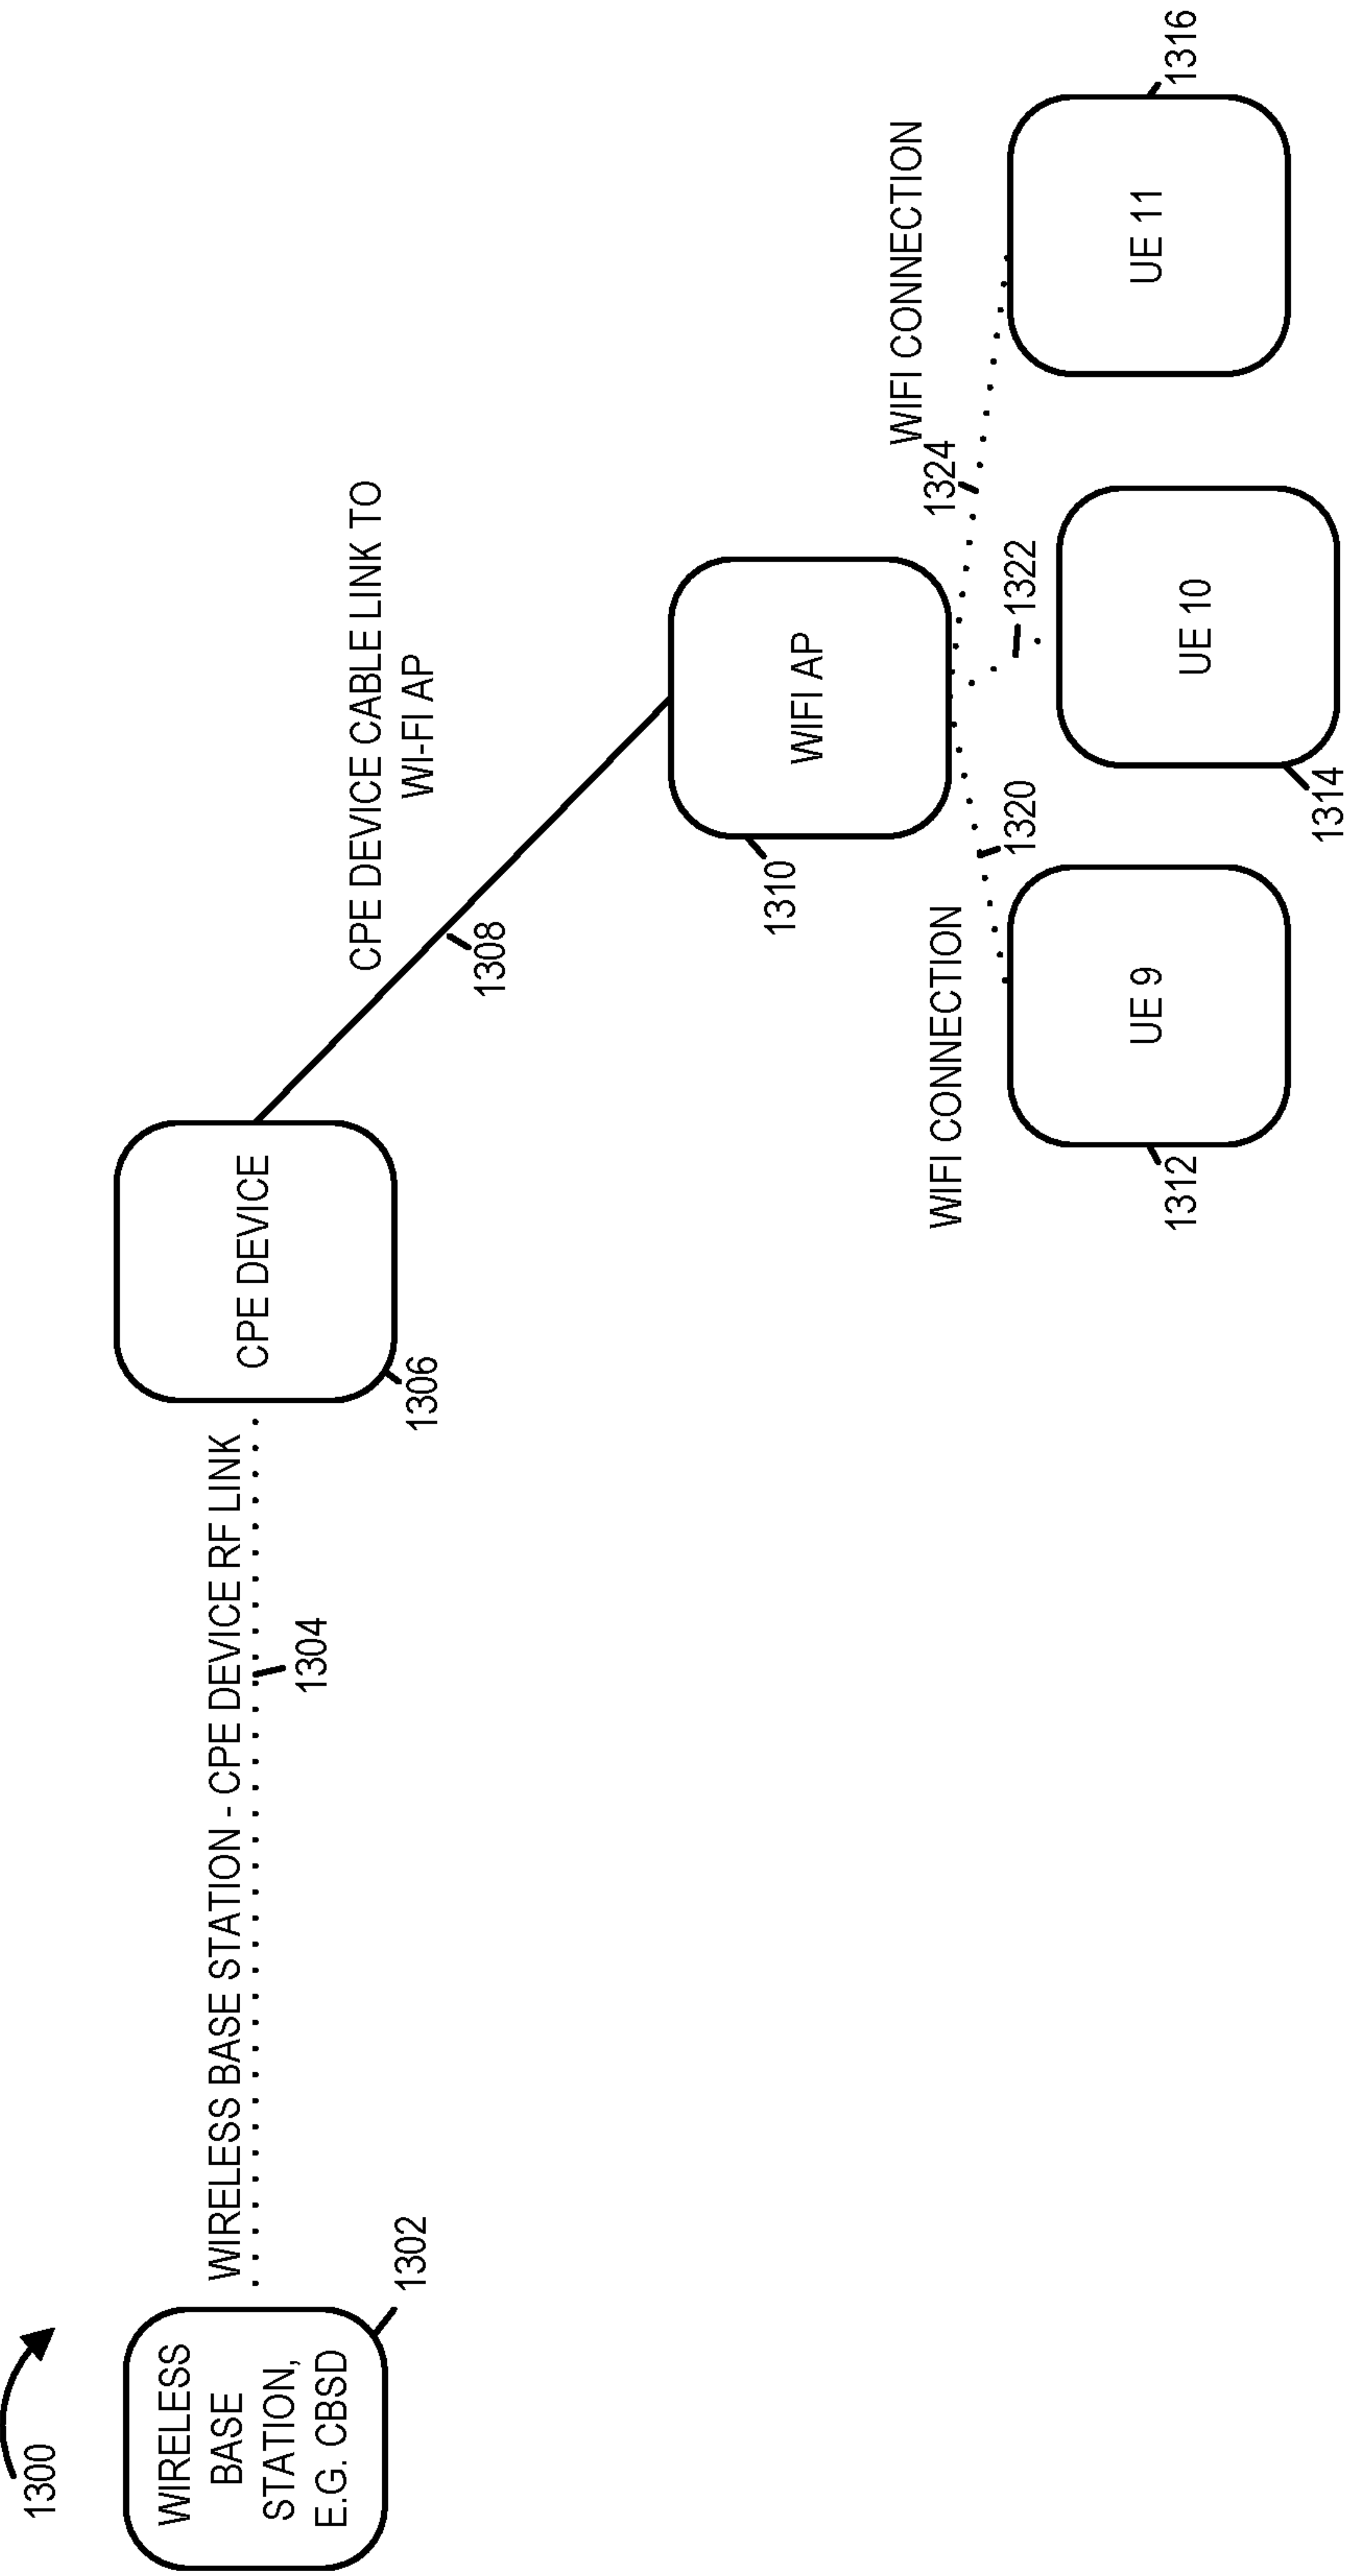 1300
WIRELESS
BASE
STATION,
E.G. CBSD
1302
WIRELESS BASE STATION - CPE DEVICE RF LINK
1304
CPE DEVICE
1306
CPE DEVICE CABLE LINK TO
WI-FI AP
1308
WIFI AP
1310
WIFI CONNECTION
1320
1322
1324
WIFI CONNECTION
UE 9
1312
UE 10
1314
UE 11
1316